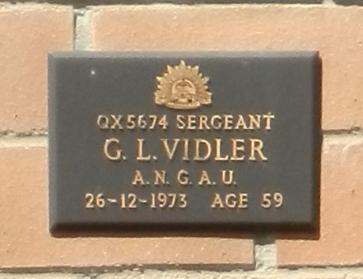 QX5674 SERGEANT
G. L. VIDLER
A. N. G. A. U.
26-12-1973 AGE 59